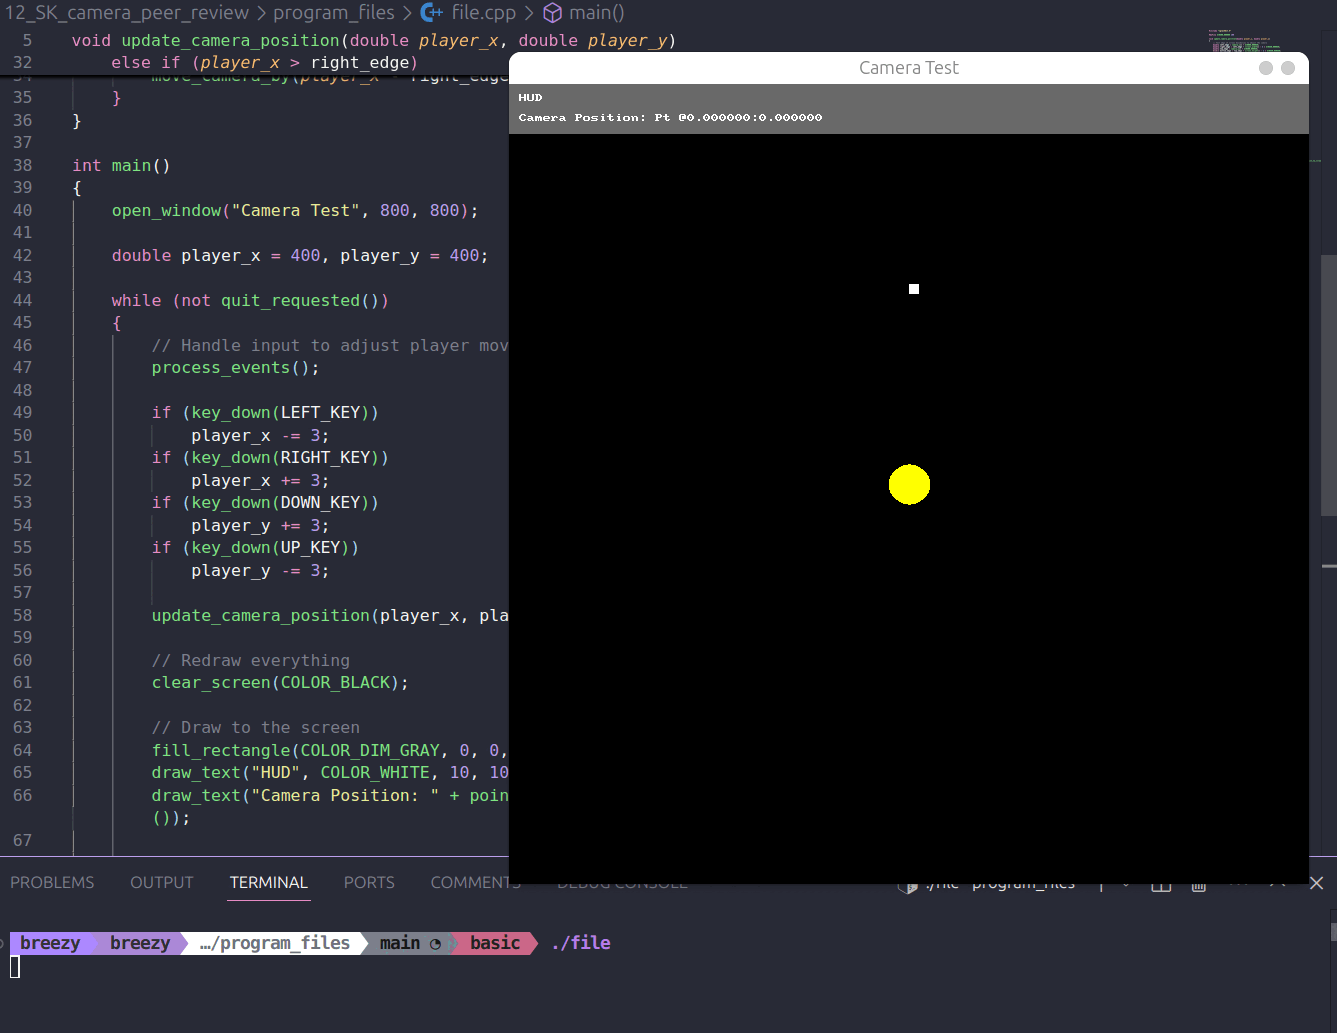 12_SK_camera_peer_review > program_files > file.cpp > main()
5 void update_camera_position(double player_x, double player_y)
32 else if (player_x > right_edge)
35 }
36 }
37
38 int main()
39 {
40 open_window("Camera Test", 800, 800);
41
42 double player_x = 400, player_y = 400;
43
44 while (not quit_requested())
45 {
46 // Handle input to adjust player mov
47 process_events();
48
49 if (key_down(LEFT_KEY))
50 player_x -= 3;
51 if (key_down(RIGHT_KEY))
52 player_x += 3;
53 if (key_down(DOWN_KEY))
54 player_y += 3;
55 if (key_down(UP_KEY))
56 player_y -= 3;
57
58 update_camera_position(player_x, pla
59
60 // Redraw everything
61 clear_screen(COLOR_BLACK);
62
63 // Draw to the screen
64 fill_rectangle(COLOR_DIM_GRAY, 0, 0,
65 draw_text("HUD", COLOR_WHITE, 10, 10
66 draw_text("Camera Position: " + poin
());
67
Camera Test
HUD
Camera Position: Pt @0.000000:0.000000
PROBLEMS OUTPUT TERMINAL PORTS COMMENTS DEBUG CONSOLE
breezy breezy …/program_files main basic ./file